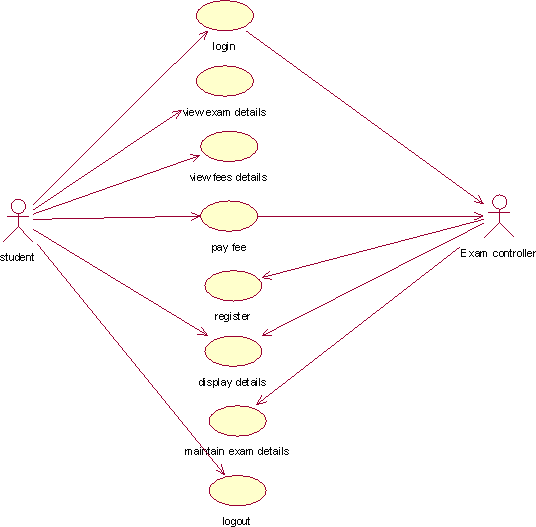 login
view exam details
view fees details
student
pay fee
Exam controller
register
display details
maintain exam details
logout